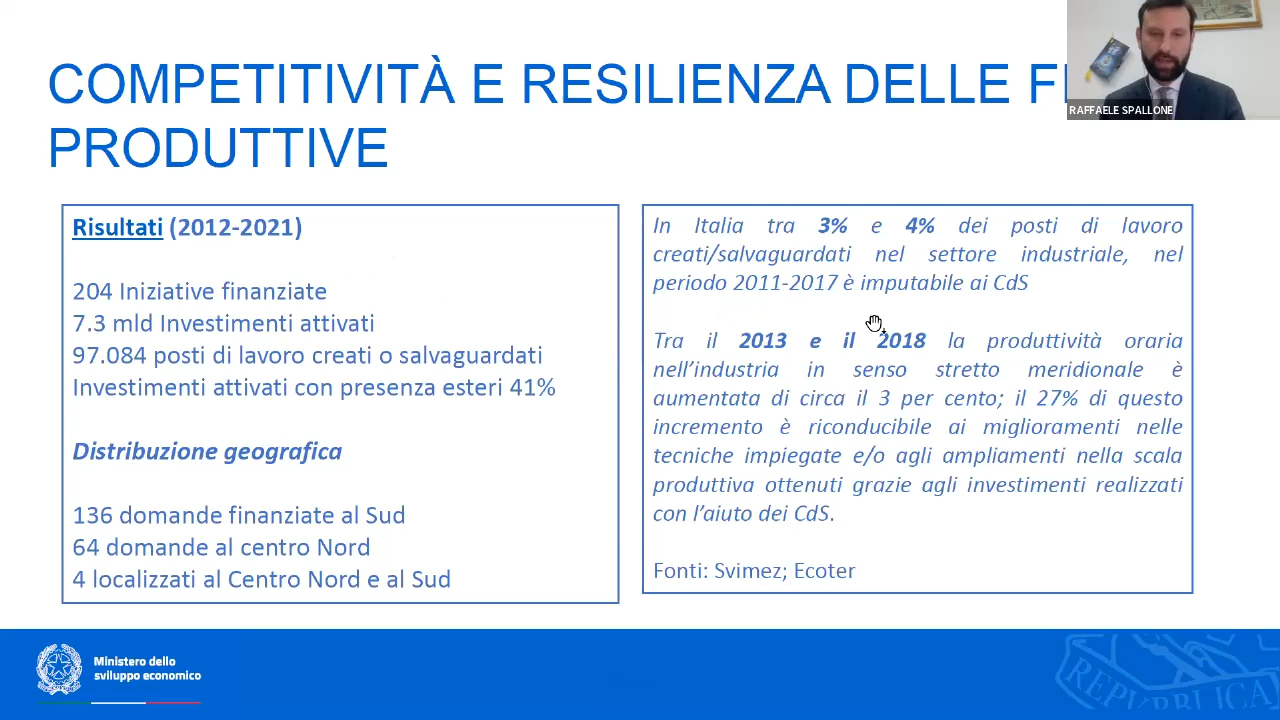 COMPETITIVITÀ E RESILIENZA DELLE
PRODUTTIVE
RAFFAELE SPALLONE
Risultati (2012-2021)
204 Iniziative finanziate
7.3 mld Investimenti attivati
97.084 posti di lavoro creati o salvaguardati
Investimenti attivati con presenza esteri 41%
Distribuzione geografica
136 domande finanziate al Sud
64 domande al centro Nord
4 localizzati al Centro Nord e al Sud
In Italia tra 3% e 4% dei posti di lavoro
creati/salvaguardati nel settore industriale, nel
periodo 2011-2017 è imputabile ai CdS
Tra il 2013 e il 2018 la produttività oraria
nell'industria in senso stretto meridionale è
aumentata di circa il 3 per cento; il 27% di questo
incremento è riconducibile ai miglioramenti nelle
tecniche impiegate e/o agli ampliamenti nella scala
produttiva ottenuti grazie agli investimenti realizzati
con l'aiuto dei CdS.
Fonti: Svimez; Ecoter
Ministero dello
sviluppo economico
REPVBBLICA